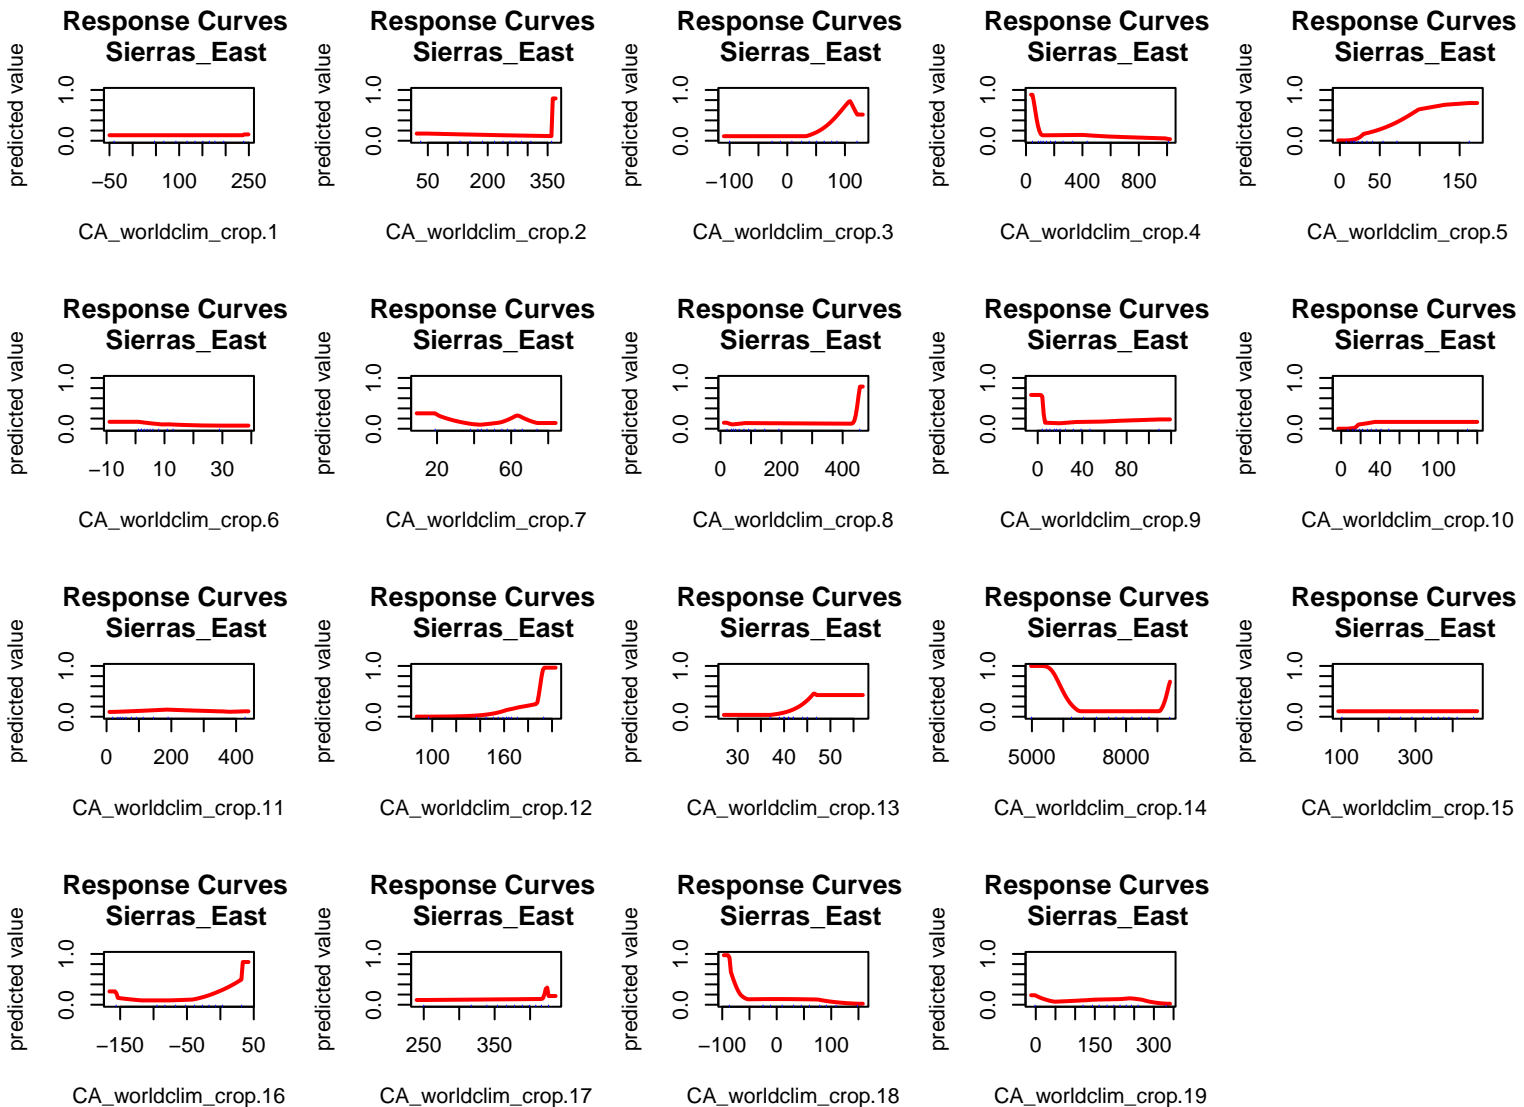 Response Curves
Sierras_East
predicted value
0.0 1.0
−50 100 250
CA_worldclim_crop.1
Response Curves
Sierras_East
predicted value
0.0 1.0
50 200 350
CA_worldclim_crop.2
Response Curves
Sierras_East
predicted value
0.0 1.0
−100 0 100
CA_worldclim_crop.3
Response Curves
Sierras_East
predicted value
0.0 1.0
0 400 800
CA_worldclim_crop.4
Response Curves
Sierras_East
predicted value
0.0 1.0
0 50 150
CA_worldclim_crop.5
Response Curves
Sierras_East
predicted value
0.0 1.0
−10 10 30
CA_worldclim_crop.6
Response Curves
Sierras_East
predicted value
0.0 1.0
20 60
CA_worldclim_crop.7
Response Curves
Sierras_East
predicted value
0.0 1.0
0 200 400
CA_worldclim_crop.8
Response Curves
Sierras_East
predicted value
0.0 1.0
0 40 80
CA_worldclim_crop.9
Response Curves
Sierras_East
predicted value
0.0 1.0
0 40 100
CA_worldclim_crop.10
Response Curves
Sierras_East
predicted value
0.0 1.0
0 200 400
CA_worldclim_crop.11
Response Curves
Sierras_East
predicted value
0.0 1.0
100 160
CA_worldclim_crop.12
Response Curves
Sierras_East
predicted value
0.0 1.0
30 40 50
CA_worldclim_crop.13
Response Curves
Sierras_East
predicted value
0.0 1.0
5000 8000
CA_worldclim_crop.14
Response Curves
Sierras_East
predicted value
0.0 1.0
100 300
CA_worldclim_crop.15
Response Curves
Sierras_East
predicted value
0.0 1.0
−150 −50 50
CA_worldclim_crop.16
Response Curves
Sierras_East
predicted value
0.0 1.0
250 350
CA_worldclim_crop.17
Response Curves
Sierras_East
predicted value
0.0 1.0
−100 0 100
CA_worldclim_crop.18
Response Curves
Sierras_East
predicted value
0.0 1.0
0 150 300
CA_worldclim_crop.19